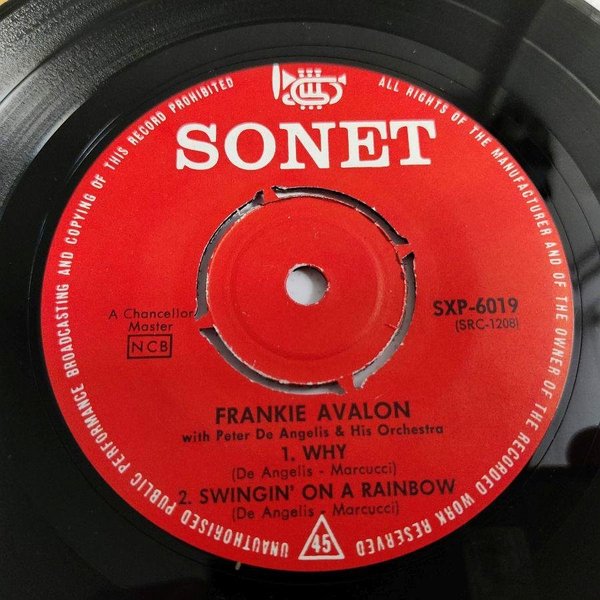 UNAUTHORISED PUBLIC PERFORMANCE BROADCASTING AND COPYING OF THIS RECORD PROHIBITED
ALL RIGHTS OF THE MANUFACTURER AND OF THE OWNER OF THE RECORDED WORK RESERVED
SONET
A Chancellor
Master
NCB
SXP-6019
(SRC-1208)
FRANKIE AVALON
with Peter De Angelis & His Orchestra
1. WHY
(De Angelis - Marcucci)
2. SWINGIN' ON A RAINBOW
(De Angelis - Marcucci)
45